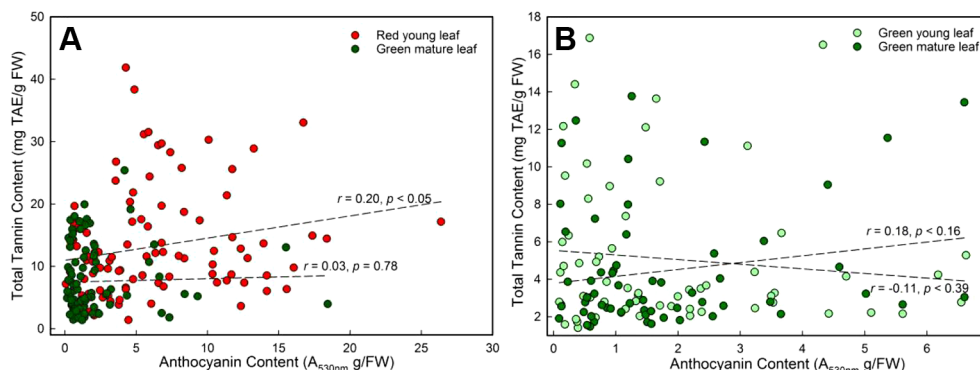 A
Red young leaf
Green mature leaf
Total Tannin Content (mg TAE/g FW)
50
40
30
20
10
0
r = 0.20, p < 0.05
r = 0.03, p = 0.78
0 5 10 15 20 25 30
Anthocyanin Content (A530nm g/FW)
B
Green young leaf
Green mature leaf
Total Tannin Content (mg TAE/g FW)
18
16
14
12
10
8
6
4
2
r = 0.18, p < 0.16
r = -0.11, p < 0.39
0 1 2 3 4 5 6 7
Anthocyanin Content (A530nm g/FW)